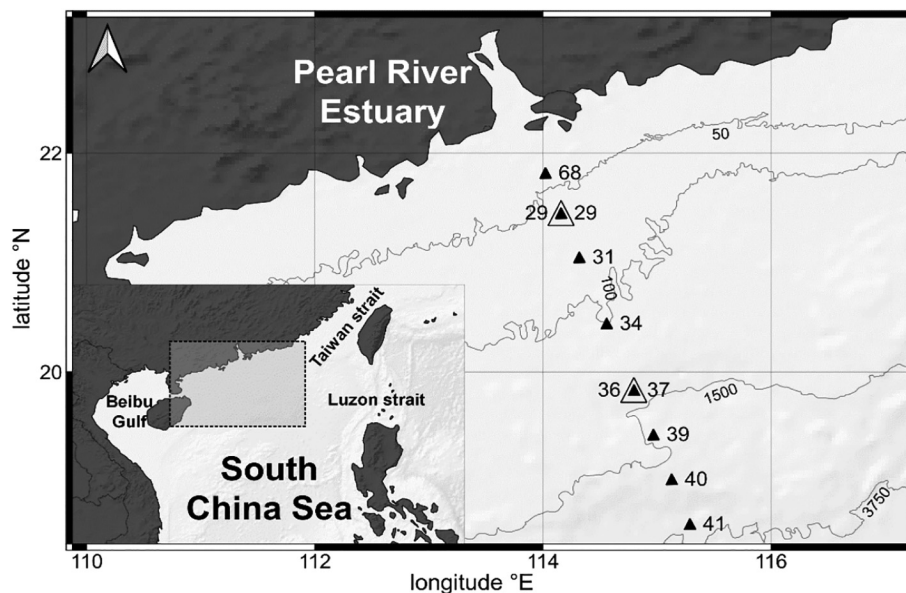 Pearl River
Estuary
50
22
68
29 29
31
100
34
20
36 37
1500
39
40
41
3750
latitude °N
Taiwan strait
Beibu
Gulf
Luzon strait
South
China Sea
110 112 114 116
longitude °E